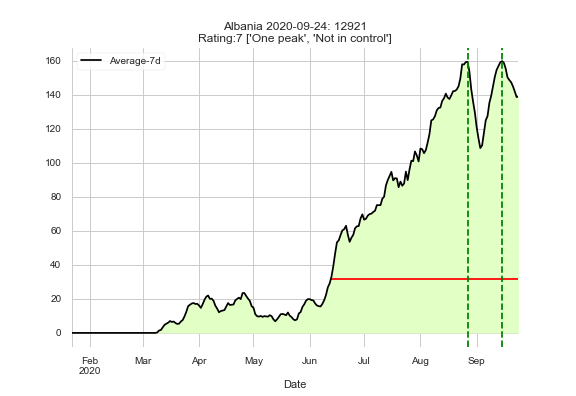 Albania 2020-09-24: 12921
Rating:7 ['One peak', 'Not in control']
Average-7d
160
140
120
100
80
60
40
20
0
Feb Mar Apr May Jun Jul Aug Sep
2020
Date